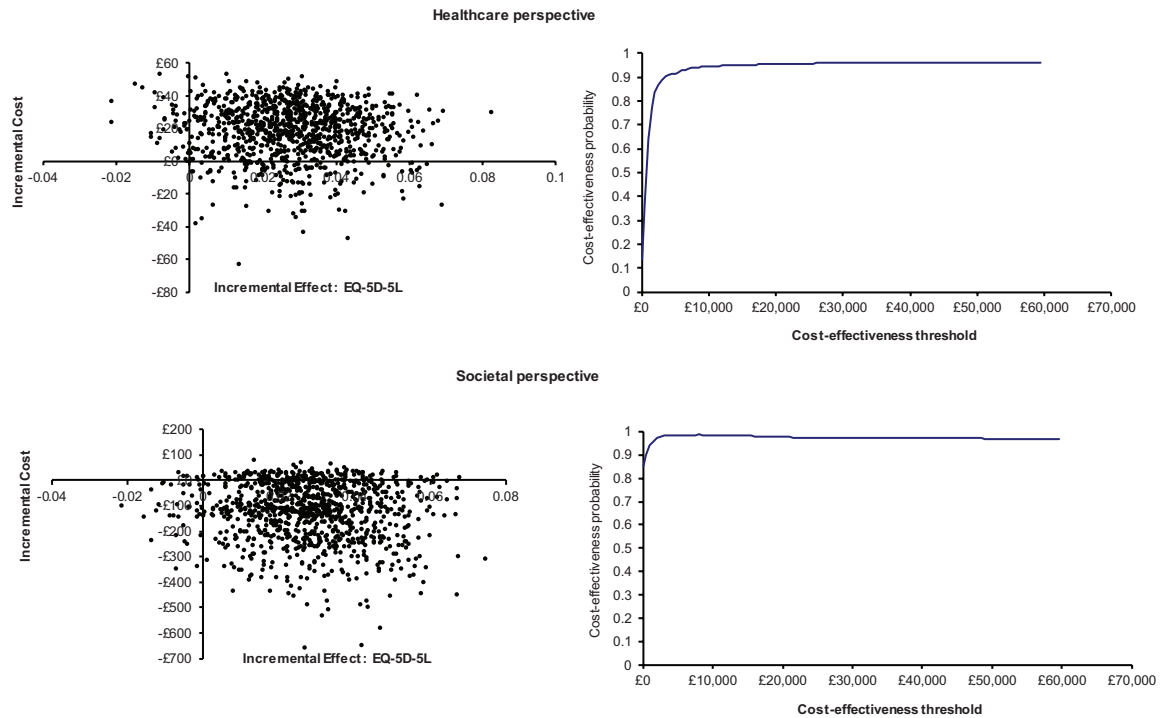 Healthcare perspective
Incremental Cost
£60
£40
£20
£0
-£20
-£40
-£60
-£80
-0.04 -0.02 0 0.02 0.04 0.06 0.08 0.1
Incremental Effect: EQ-5D-5L
Cost-effectiveness probability
1
0.9
0.8
0.7
0.6
0.5
0.4
0.3
0.2
0.1
0
£0 £10,000 £20,000 £30,000 £40,000 £50,000 £60,000 £70,000
Cost-effectiveness threshold
Societal perspective
Incremental Cost
£200
£100
£0
-£100
-£200
-£300
-£400
-£500
-£600
-£700
-0.04 -0.02 0 0.02 0.04 0.06 0.08
Incremental Effect: EQ-5D-5L
Cost-effectiveness probability
1
0.9
0.8
0.7
0.6
0.5
0.4
0.3
0.2
0.1
0
£0 £10,000 £20,000 £30,000 £40,000 £50,000 £60,000 £70,000
Cost-effectiveness threshold